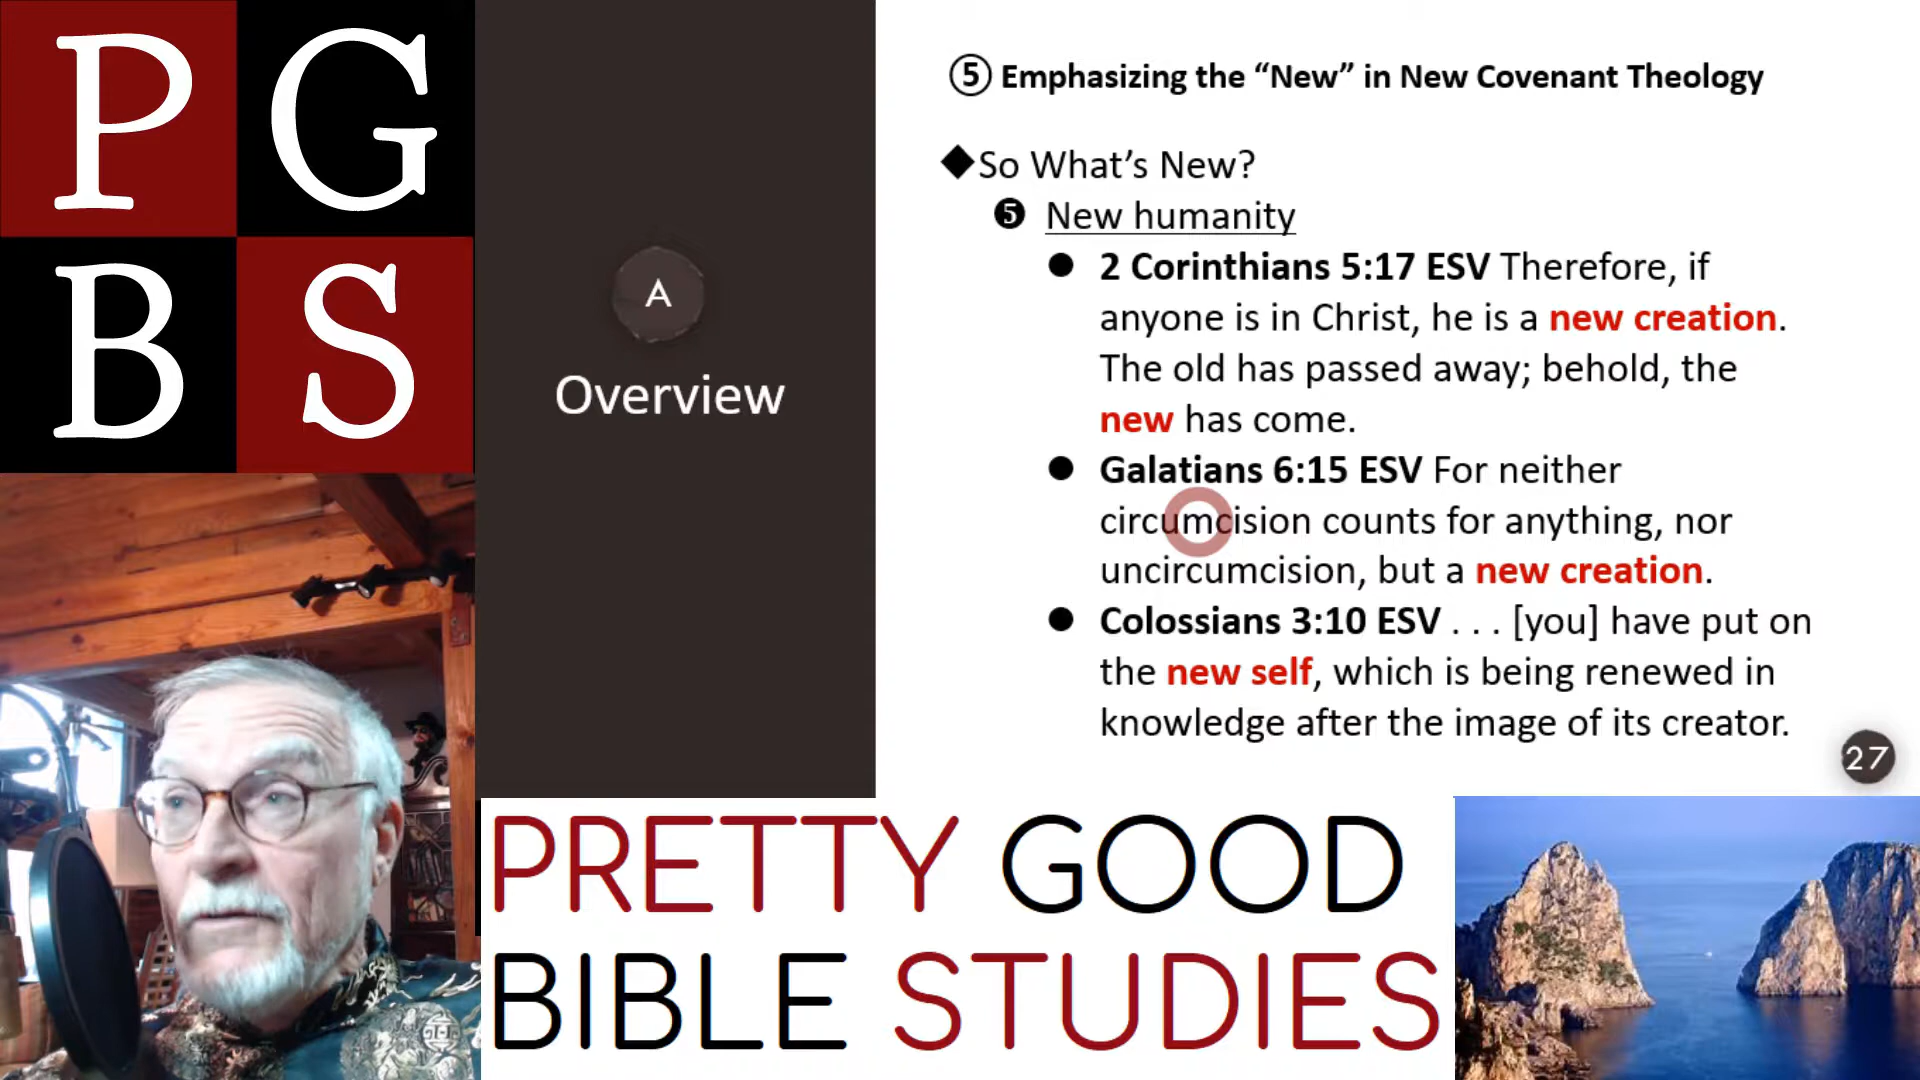 P G
B S
A
Overview
⑤ Emphasizing the “New” in New Covenant Theology
◆So What’s New?
❺ New humanity
● 2 Corinthians 5:17 ESV Therefore, if
anyone is in Christ, he is a new creation.
The old has passed away; behold, the
new has come.
● Galatians 6:15 ESV For neither
circumcision counts for anything, nor
uncircumcision, but a new creation.
● Colossians 3:10 ESV . . . [you] have put on
the new self, which is being renewed in
knowledge after the image of its creator.
27
PRETTY GOOD
BIBLE STUDIES